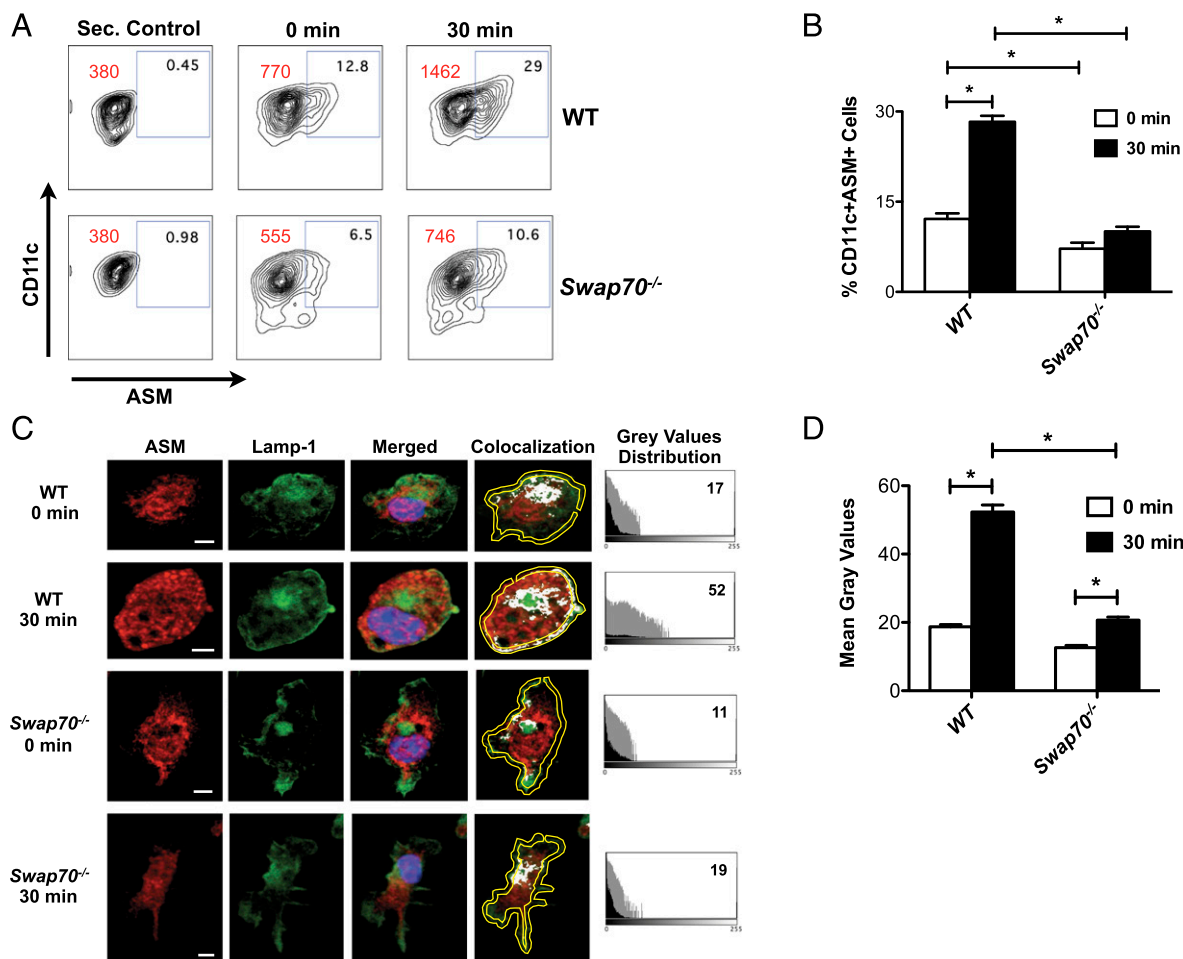 A
Sec. Control 0 min 30 min
380 0.45
770 12.8
1462 29
WT
380 0.98
555 6.5
746 10.6
Swap70-/-
CD11c
ASM
B
*
*
*
% CD11c+ASM+ Cells
30
15
0
0 min
30 min
WT
Swap70-/-
C
ASM Lamp-1 Merged Colocalization Grey Values
Distribution
WT
0 min
17
0 255
WT
30 min
52
0 255
Swap70-/-
0 min
11
0 255
Swap70-/-
30 min
19
0 255
D
*
*
*
Mean Gray Values
60
40
20
0
0 min
30 min
WT
Swap70-/-